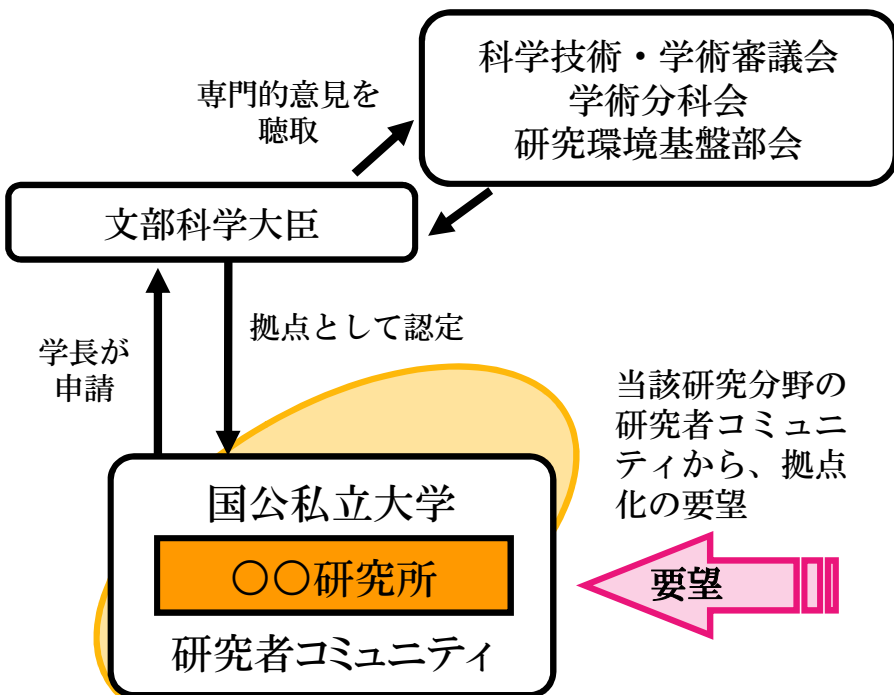 科学技術・学術審議会
学術分科会
研究環境基盤部会
専門的意見を
聴取
文部科学大臣
学長が
申請
拠点として認定
当該研究分野の
研究者コミュニ
ティから、拠点
化の要望
国公私立大学
〇〇研究所
研究者コミュニティ
要望